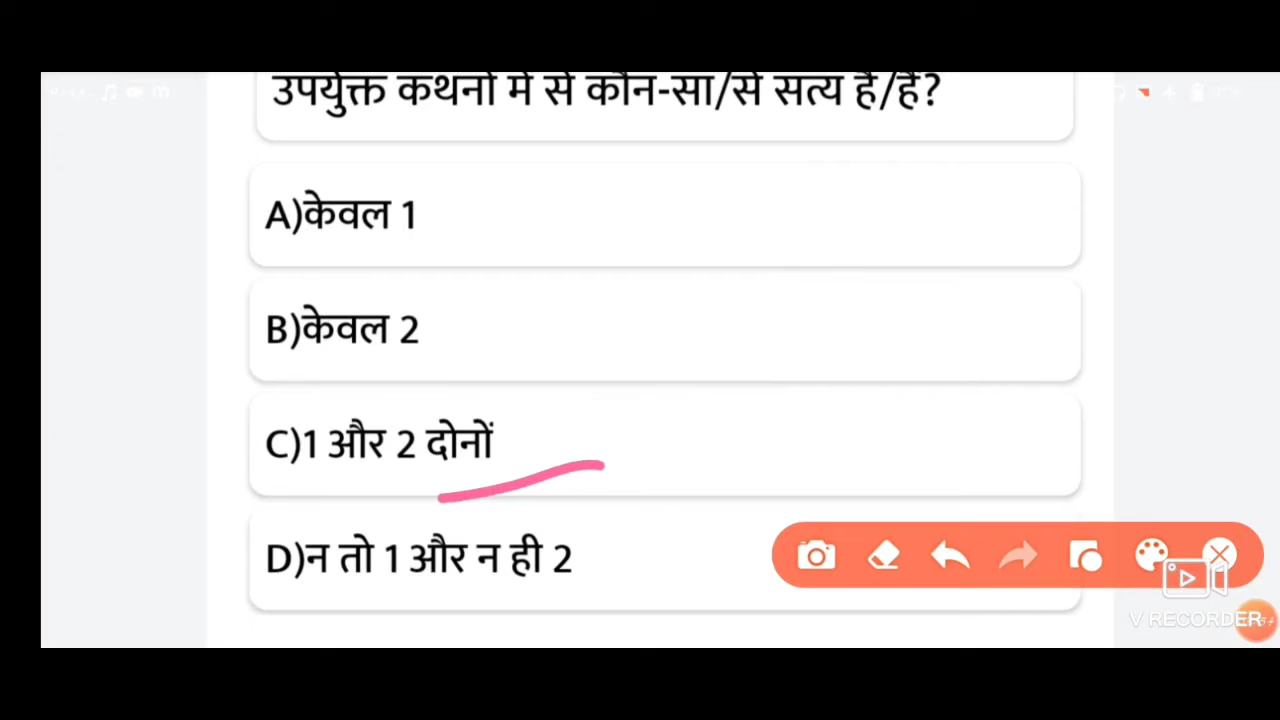 उपर्युक्त कथनों में से कौन-सा/से सत्य है/हैं?
A)केवल 1
B)केवल 2
C)1 और 2 दोनों
D)न तो 1 और न ही 2
V RECORDER